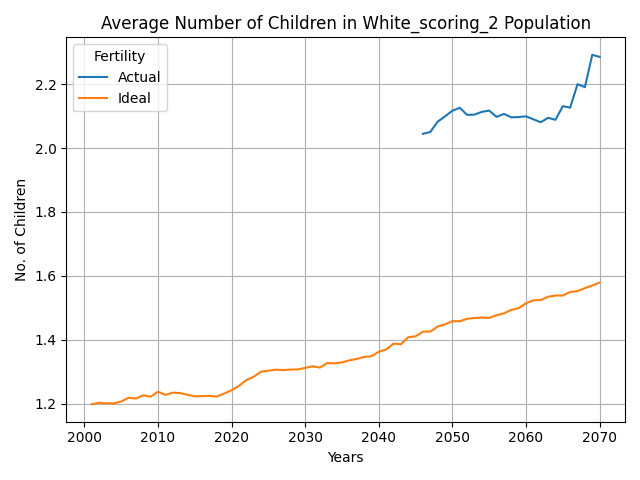 Average Number of Children in White_scoring_2 Population
Fertility
Actual
Ideal
No. of Children
2.2
2.0
1.8
1.6
1.4
1.2
2000 2010 2020 2030 2040 2050 2060 2070
Years